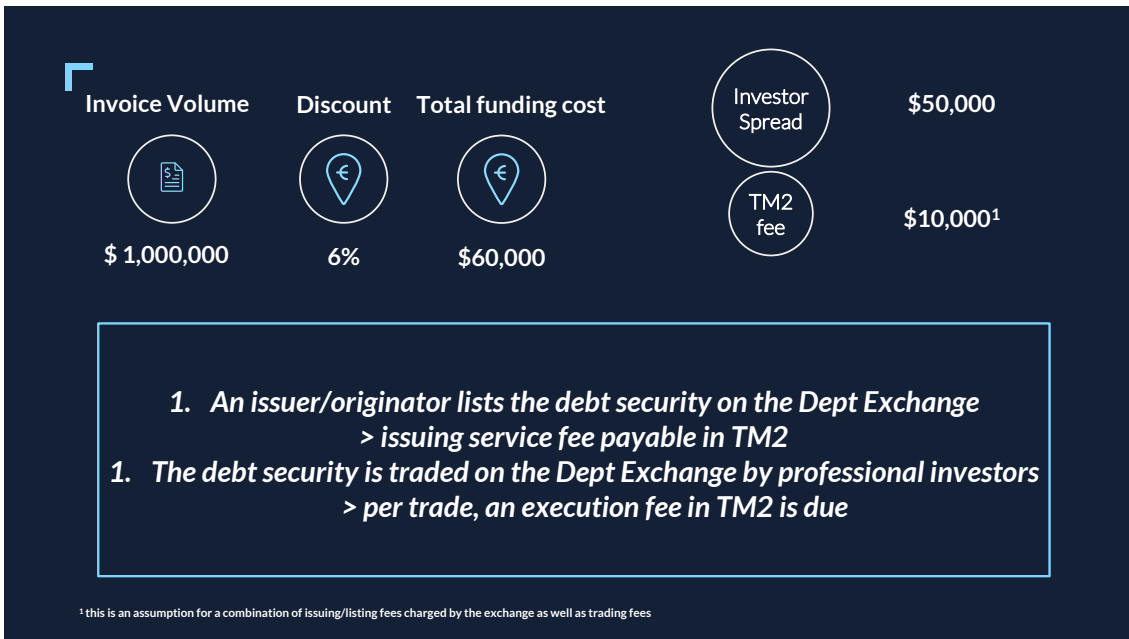 Invoice Volume
Discount
Total funding cost
$ 1,000,000
6%
$60,000
Investor
Spread
$50,000
TM2
fee
$10,000¹
1. An issuer/originator lists the debt security on the Dept Exchange
> issuing service fee payable in TM2
1. The debt security is traded on the Dept Exchange by professional investors
> per trade, an execution fee in TM2 is due
¹ this is an assumption for a combination of issuing/listing fees charged by the exchange as well as trading fees